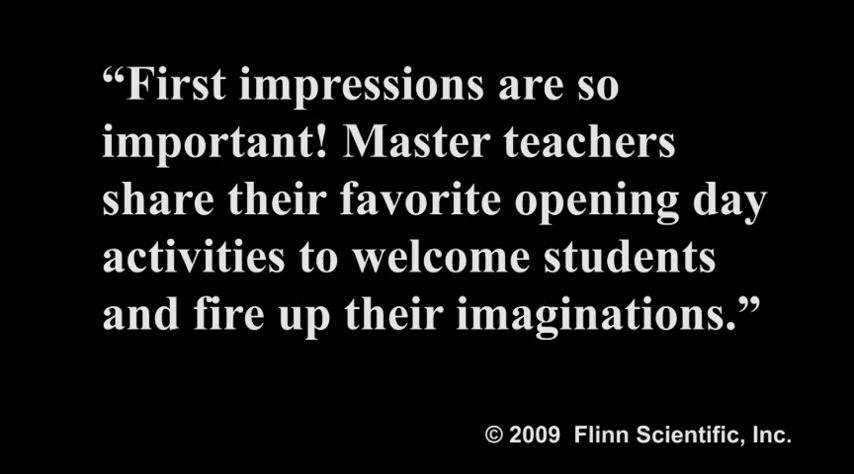 “First impressions are so
important! Master teachers
share their favorite opening day
activities to welcome students
and fire up their imaginations.”
© 2009 Flinn Scientific, Inc.